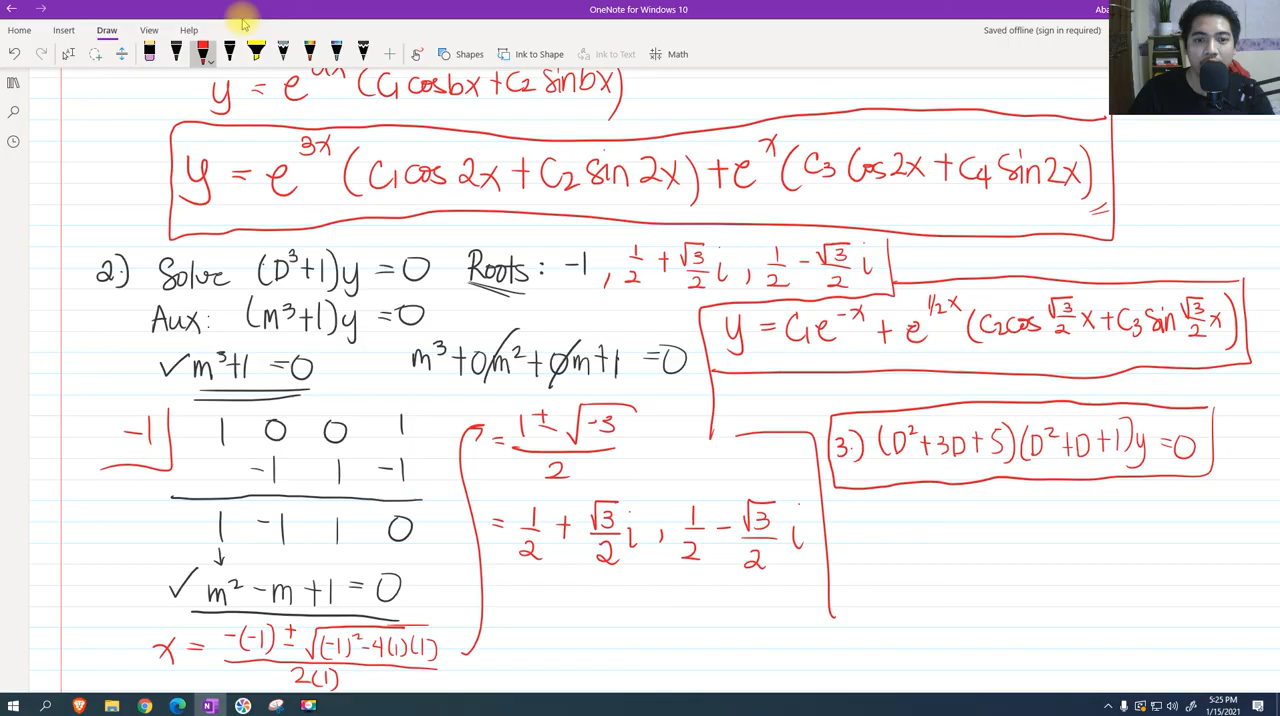 OneNote for Windows 10
Aba
Home Insert Draw View Help
Saved offline (sign in required)
Shapes Ink to Shape Ink to Text Math
y = e^ax (C1 cosbx + C2 sinbx)
y = e^3x (C1 cos 2x + C2 sin 2x) + e^x (C3 Cos 2x + C4 Sin 2x)
2.) Solve (D³+1)y = 0 Roots: -1, 1/2 + √3/2 i, 1/2 - √3/2 i
Aux: (m³+1)y = 0
y = C1e^-x + e^1/2x (C2 cos √3/2 x + C3 Sin √3/2 x)
✓ m³+1 = 0
m³ + 0m² + 0m + 1 = 0
-1 | 1 0 0 1
-1 1 -1
1 -1 1 0
✓ m² - m + 1 = 0
x = -(-1) ± √(-1)² - 4(1)(1) / 2(1)
= 1 ± √-3 / 2
= 1/2 + √3/2 i, 1/2 - √3/2 i
3.) (D² + 3D + 5)(D² + D + 1)y = 0
5:25 PM
1/15/2021